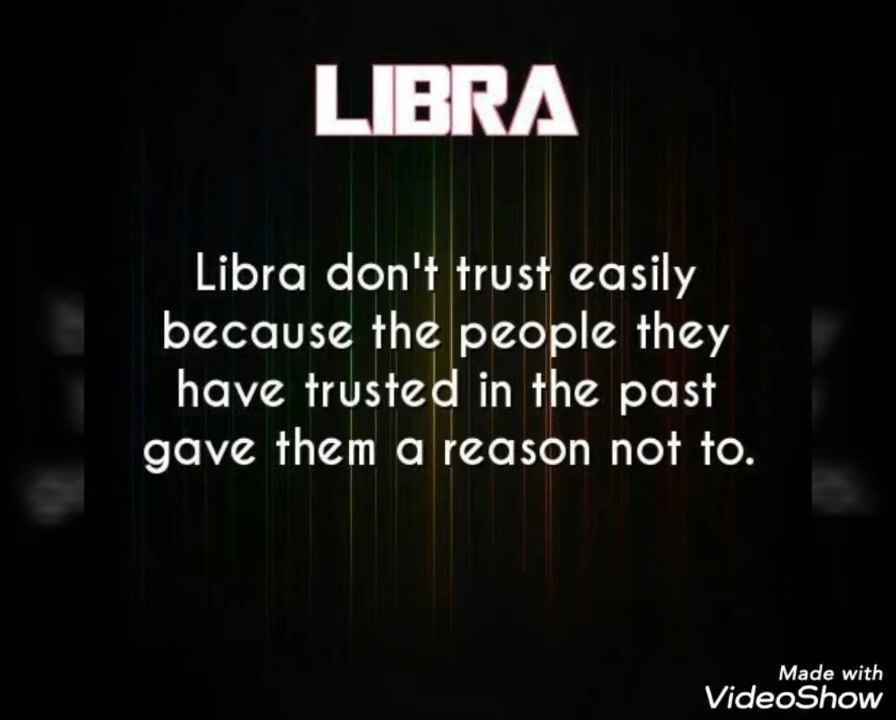 LIBRA
Libra don't trust easily
because the people they
have trusted in the past
gave them a reason not to.
Made with
VideoShow